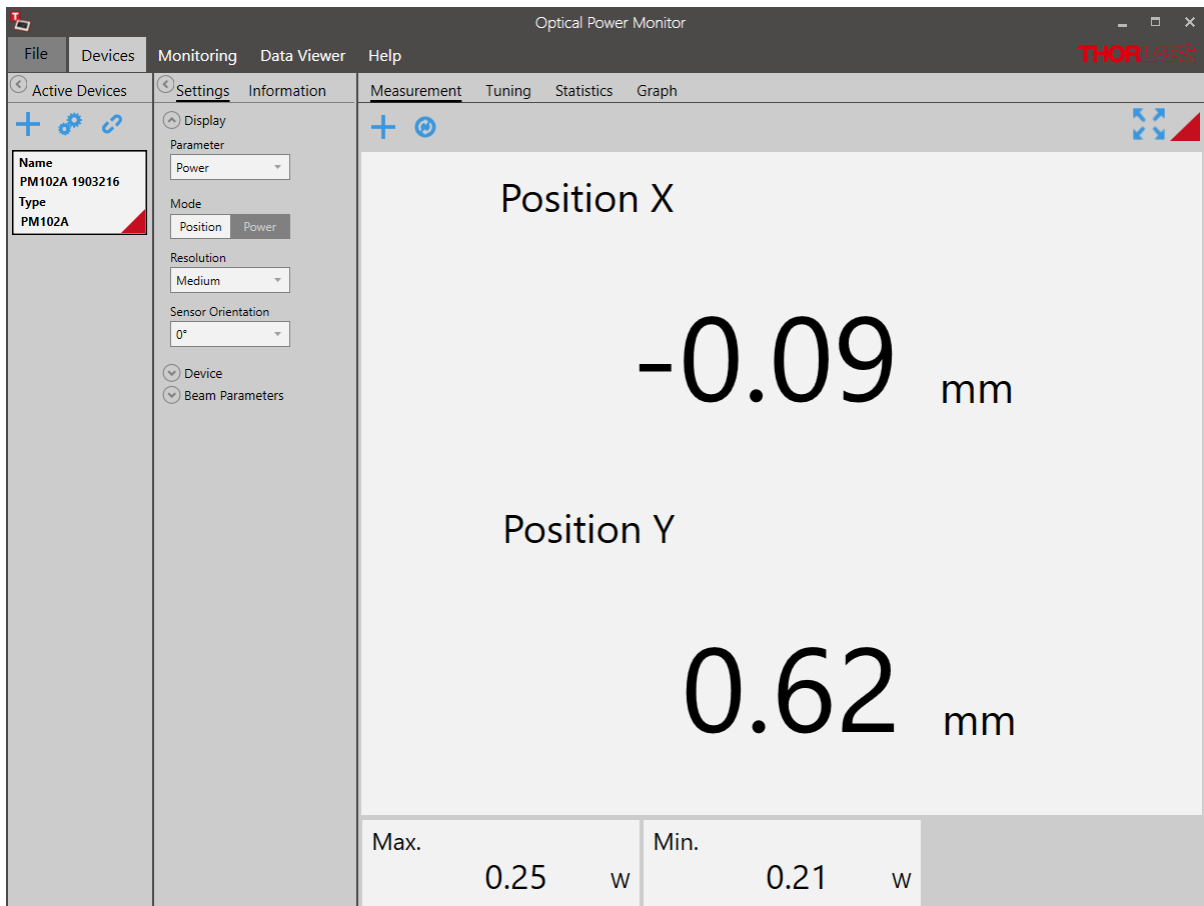 Optical Power Monitor
File Devices Monitoring Data Viewer Help
THORLABS
Active Devices
Name
PM102A 1903216
Type
PM102A
Settings Information
Display
Parameter
Power
Mode
Position Power
Resolution
Medium
Sensor Orientation
0°
Device
Beam Parameters
Measurement Tuning Statistics Graph
Position X
-0.09 mm
Position Y
0.62 mm
Max.
0.25 W
Min.
0.21 W